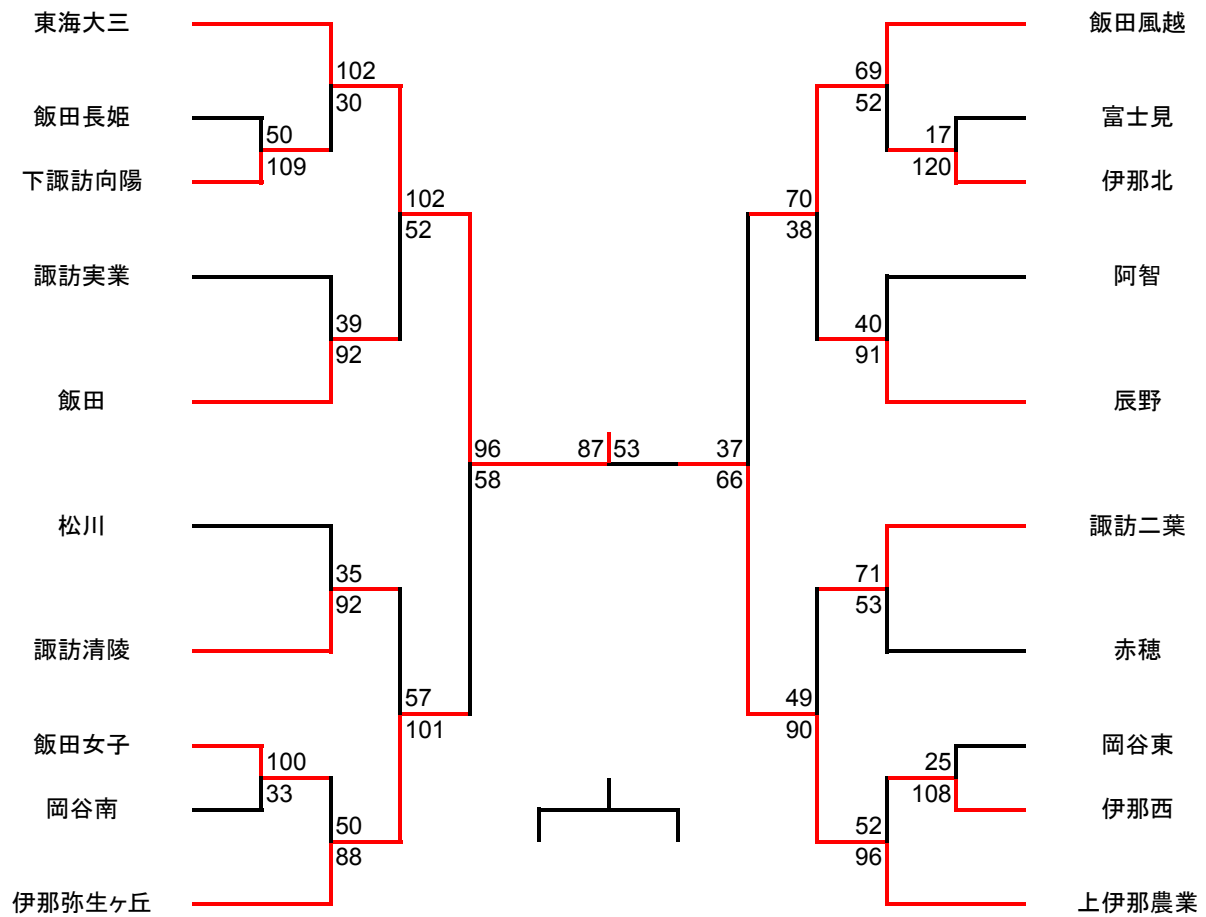 東海大三
飯田風越
102
69
30
52
飯田長姫
富士見
50
17
109
120
下諏訪向陽
伊那北
102
70
52
38
諏訪実業
阿智
39
40
92
91
飯田
辰野
96
87 53
37
58
66
松川
諏訪二葉
35
71
92
53
諏訪清陵
赤穂
57
49
101
90
飯田女子
岡谷東
100
25
33
108
岡谷南
伊那西
50
52
88
96
伊那弥生ヶ丘
上伊那農業